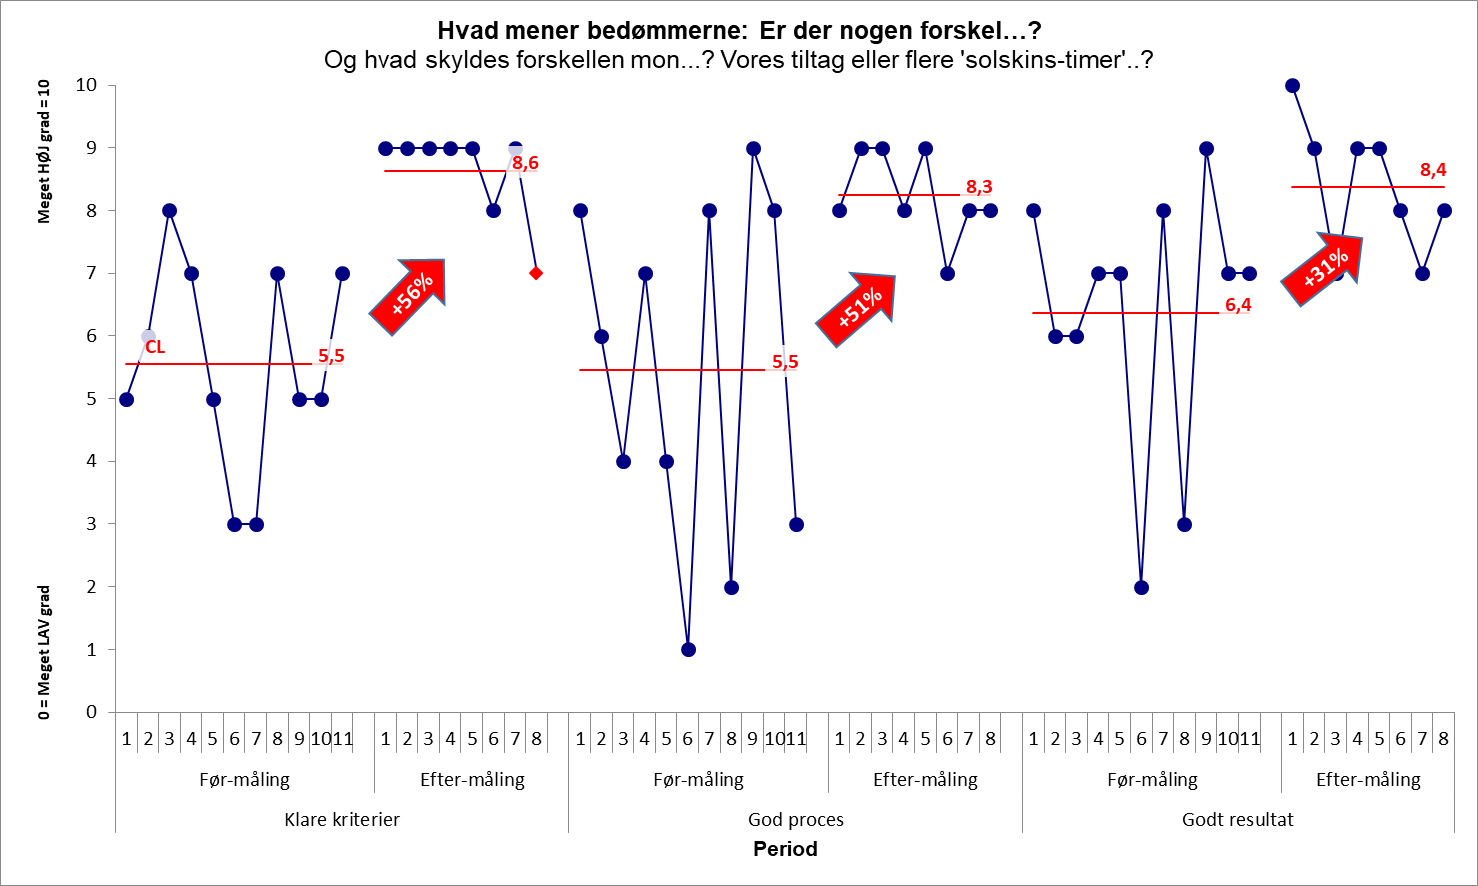 Hvad mener bedømmerne: Er der nogen forskel…?
Og hvad skyldes forskellen mon...? Vores tiltag eller flere 'solskins-timer'..?
Meget HØJ grad = 10
0 = Meget LAV grad
10
9
8
7
6
5
4
3
2
1
0
CL
5,5
+56%
8,6
5,5
+51%
8,3
6,4
+31%
8,4
1 2 3 4 5 6 7 8 9 10 11 1 2 3 4 5 6 7 8 1 2 3 4 5 6 7 8 9 10 11 1 2 3 4 5 6 7 8 1 2 3 4 5 6 7 8 9 10 11 1 2 3 4 5 6 7 8
Før-måling Efter-måling Før-måling Efter-måling Før-måling Efter-måling
Klare kriterier God proces Godt resultat
Period